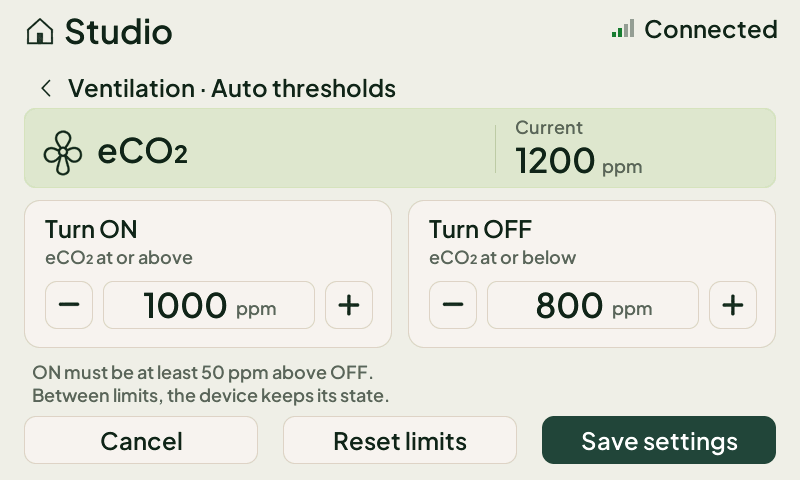 Studio
Connected
Ventilation · Auto thresholds
eCO₂
Current
1200 ppm
Turn ON
eCO₂ at or above
− 1000 ppm +
Turn OFF
eCO₂ at or below
− 800 ppm +
ON must be at least 50 ppm above OFF.
Between limits, the device keeps its state.
Cancel
Reset limits
Save settings